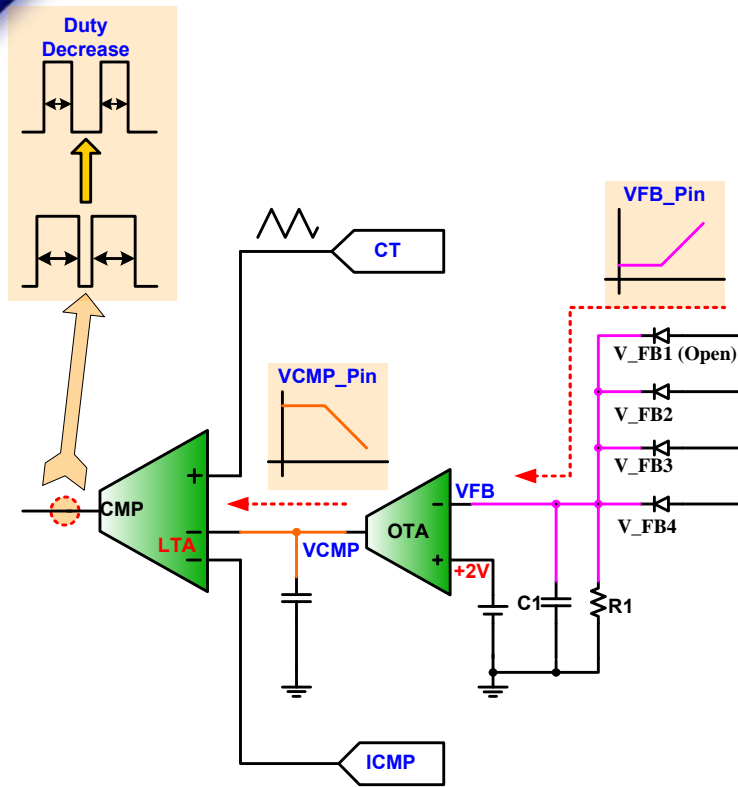 Duty
Decrease
VFB_Pin
CT
V_FB1 (Open)
VCMP_Pin
V_FB2
V_FB3
+
CMP
VFB
V_FB4
−
OTA
−
LTA
VCMP
−
+
+2V
C1
R1
ICMP